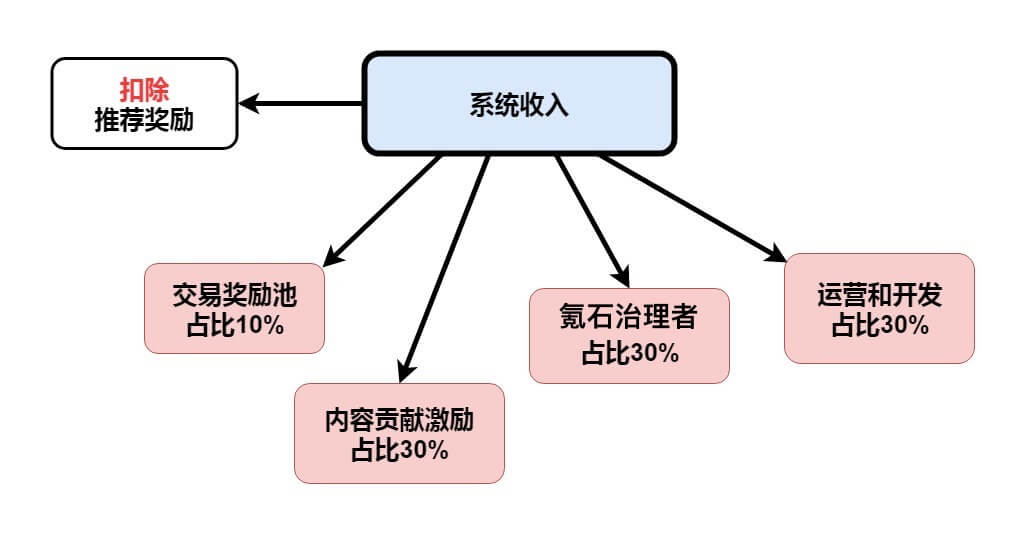 扣除
推荐奖励
系统收入
交易奖励池
占比10%
内容贡献激励
占比30%
氪石治理者
占比30%
运营和开发
占比30%